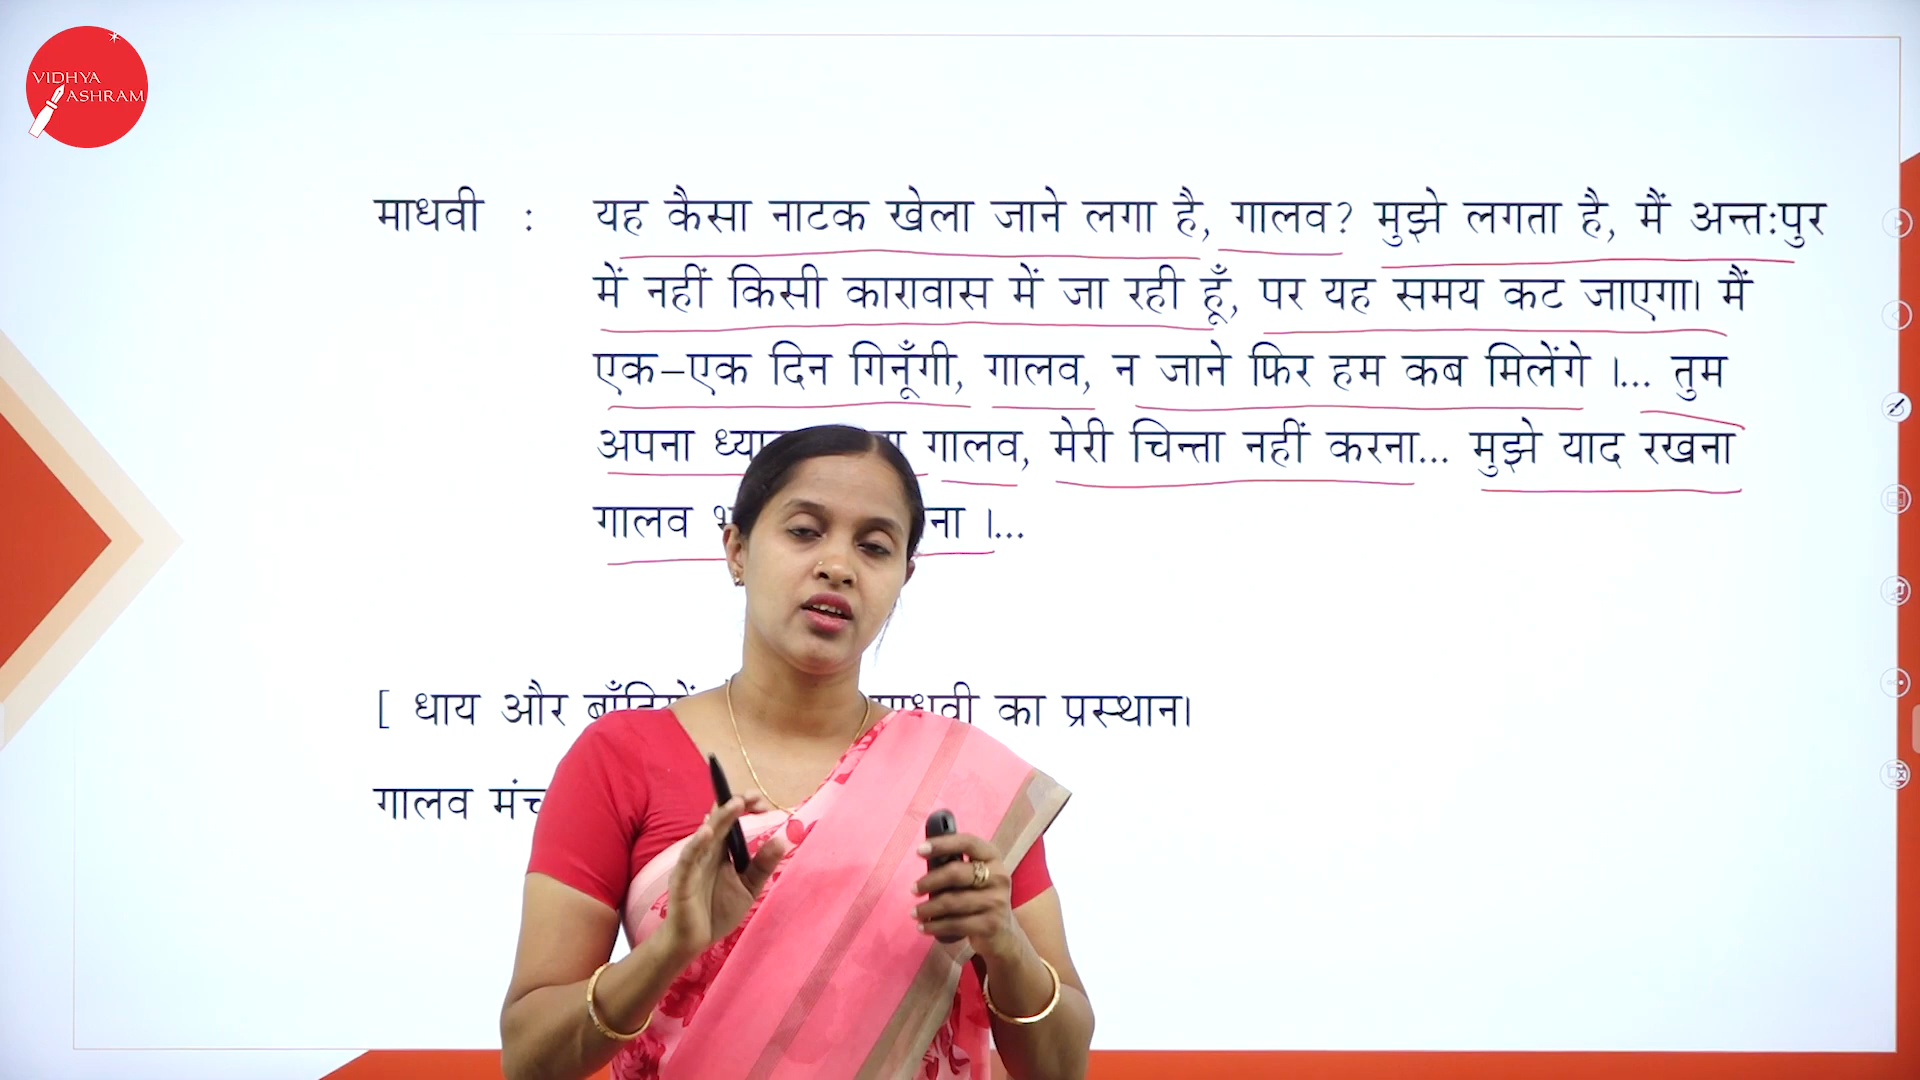 VIDHYA
ASHRAM
माधवी : यह कैसा नाटक खेला जाने लगा है, गालव? मुझे लगता है, मैं अन्तःपुर
में नहीं किसी कारावास में जा रही हूँ, पर यह समय कट जाएगा। मैं
एक–एक दिन गिनूँगी, गालव, न जाने फिर हम कब मिलेंगे ।... तुम
अपना गालव, मेरी चिन्ता नहीं करना... मुझे याद रखना
गालव ।...
[ धाय और माधवी का प्रस्थान।
गालव